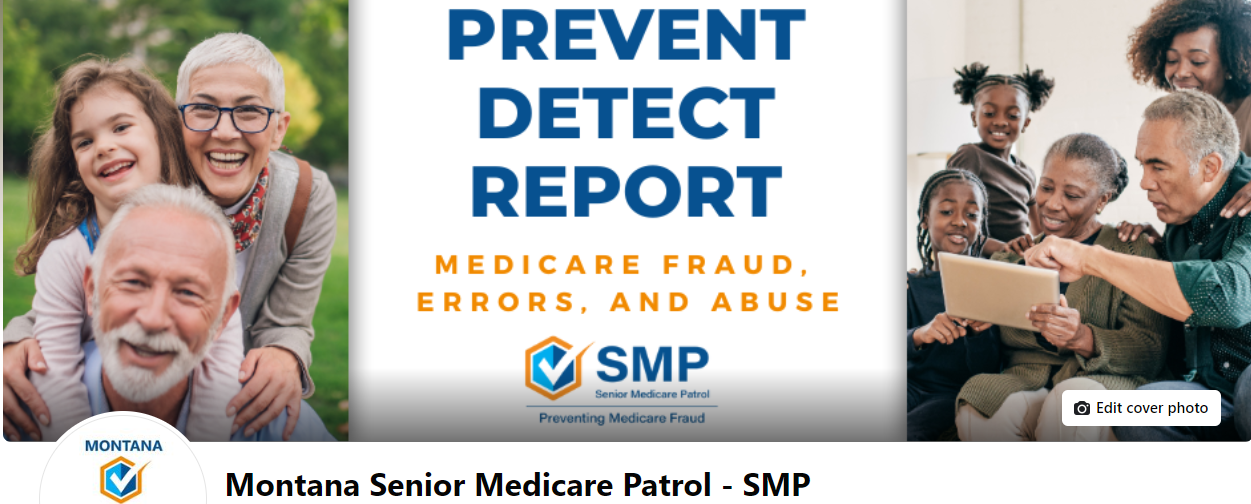 PREVENT
DETECT
REPORT
MEDICARE FRAUD,
ERRORS, AND ABUSE
SMP
Senior Medicare Patrol
Preventing Medicare Fraud
Edit cover photo
MONTANA
Montana Senior Medicare Patrol - SMP